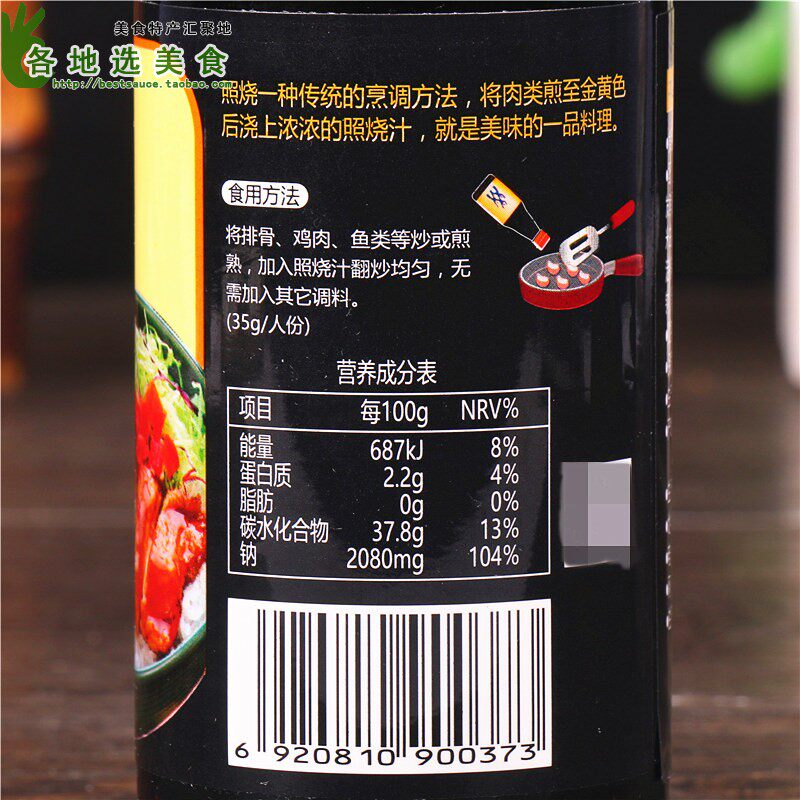 美食特产汇聚地
各地选美食
http://bestsauce.taobao.com
照烧一种传统的烹调方法，将肉类煎至金黄色
后浇上浓浓的照烧汁，就是美味的一品料理。
食用方法
将排骨、鸡肉、鱼类等炒或煎
熟，加入照烧汁翻炒均匀，无
需加入其它调料。
(35g/人份)
营养成分表
项目 每100g NRV%
能量 687kJ 8%
蛋白质 2.2g 4%
脂肪 0g 0%
碳水化合物 37.8g 13%
钠 2080mg 104%
6 920810 900373